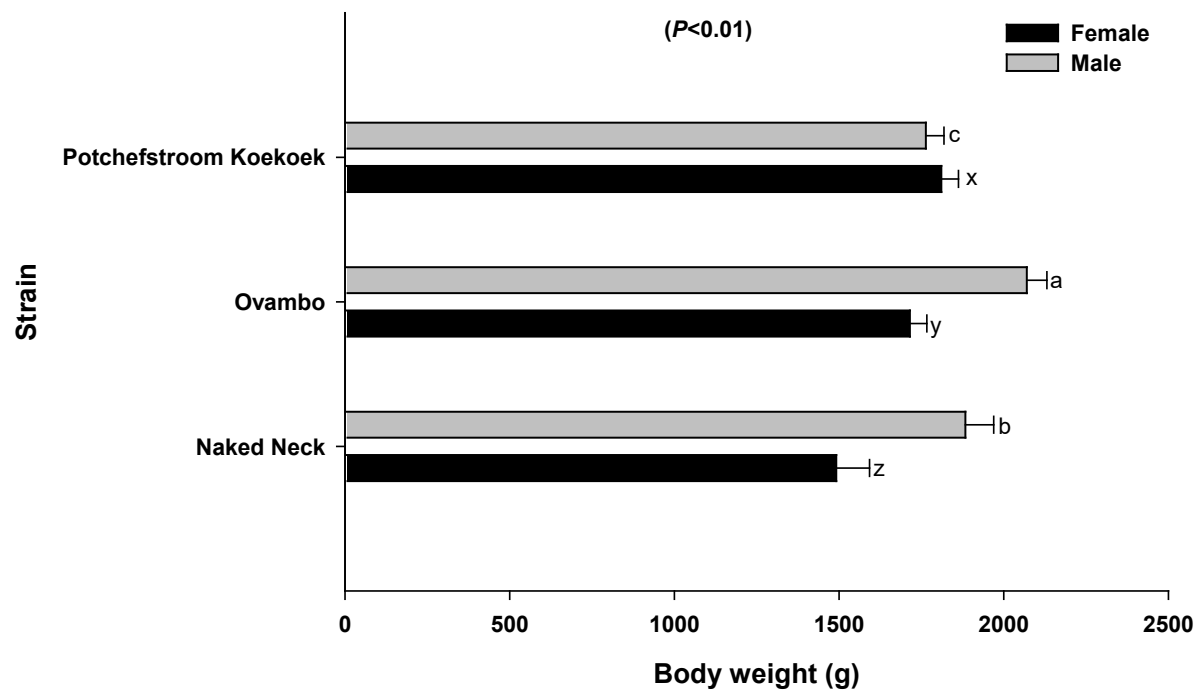 (P<0.01)
Female
Male
Potchefstroom Koekoek
c
x
Ovambo
a
y
Naked Neck
b
z
Strain
0 500 1000 1500 2000 2500
Body weight (g)